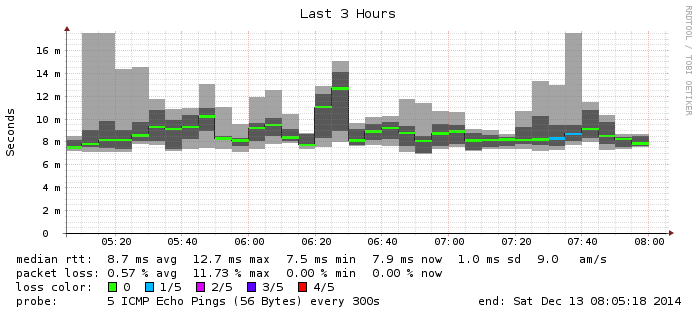 Last 3 Hours
RRDTOOL / TOBI OETIKER
Seconds
16 m
14 m
12 m
10 m
8 m
6 m
4 m
2 m
0
05:20 05:40 06:00 06:20 06:40 07:00 07:20 07:40 08:00
median rtt: 8.7 ms avg 12.7 ms max 7.5 ms min 7.9 ms now 1.0 ms sd 9.0 am/s
packet loss: 0.57 % avg 11.73 % max 0.00 % min 0.00 % now
loss color: 0 1/5 2/5 3/5 4/5
probe: 5 ICMP Echo Pings (56 Bytes) every 300s end: Sat Dec 13 08:05:18 2014